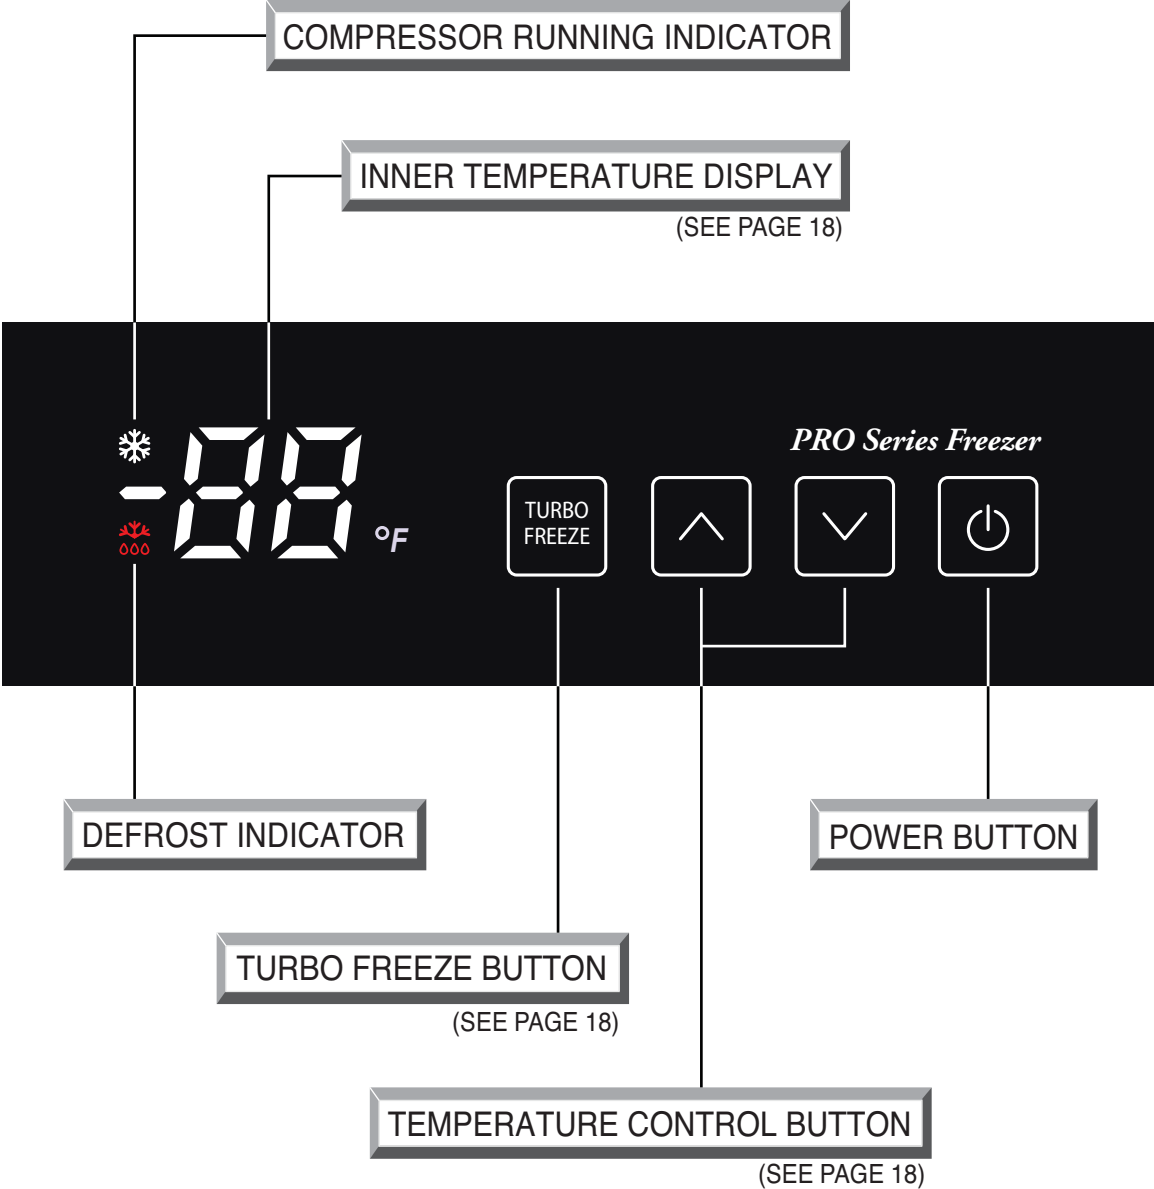 COMPRESSOR RUNNING INDICATOR
INNER TEMPERATURE DISPLAY
(SEE PAGE 18)
PRO Series Freezer
-88 °F
TURBO
FREEZE
DEFROST INDICATOR
POWER BUTTON
TURBO FREEZE BUTTON
(SEE PAGE 18)
TEMPERATURE CONTROL BUTTON
(SEE PAGE 18)